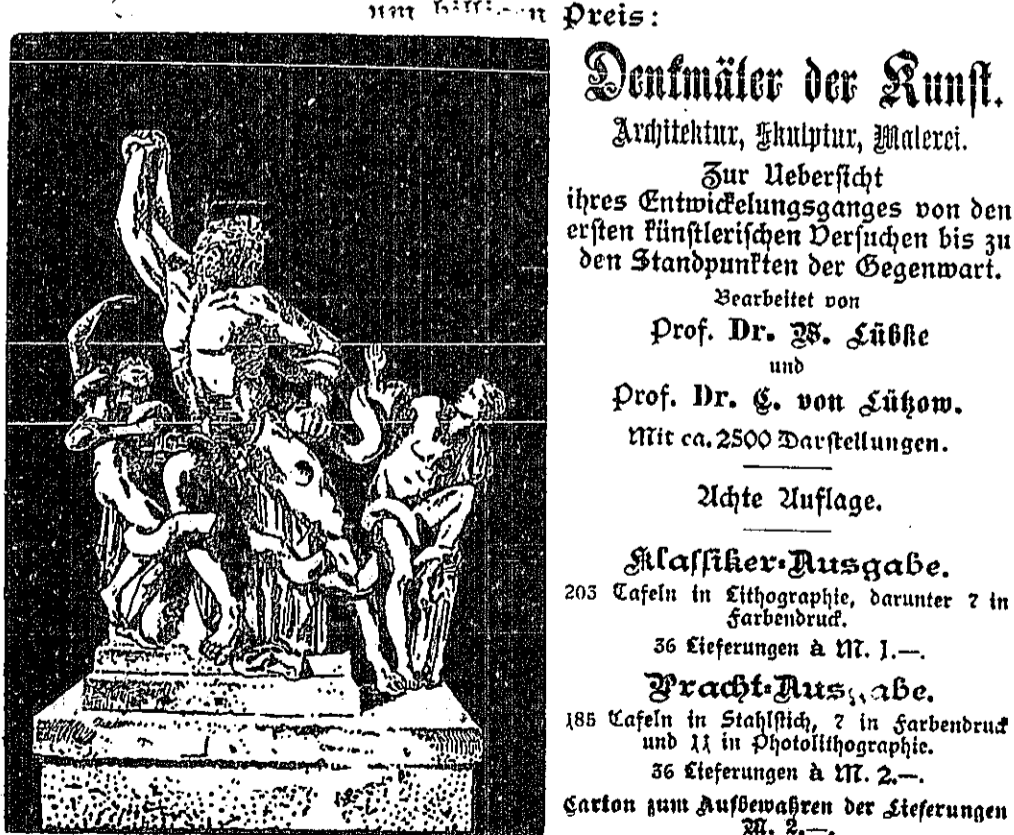 Preis:
Denkmäler der Kunst.
Architektur, Skulptur, Malerei.
Zur Uebersicht
ihres Entwickelungsganges von den
ersten künstlerischen Versuchen bis zu
den Standpunkten der Gegenwart.
Bearbeitet von
Prof. Dr. W. Lübke
und
Prof. Dr. C. von Lützow.
Mit ca. 2500 Darstellungen.
Achte Auflage.
Klassiker-Ausgabe.
203 Tafeln in Lithographie, darunter 7 in
Farbendruck.
36 Lieferungen à M. 1.—.
Pracht-Ausgabe.
185 Tafeln in Stahlstich, 7 in Farbendruck
und 11 in Photolithographie.
36 Lieferungen à M. 2.—.
Carton zum Aufbewahren der Lieferungen
M. 2.—.